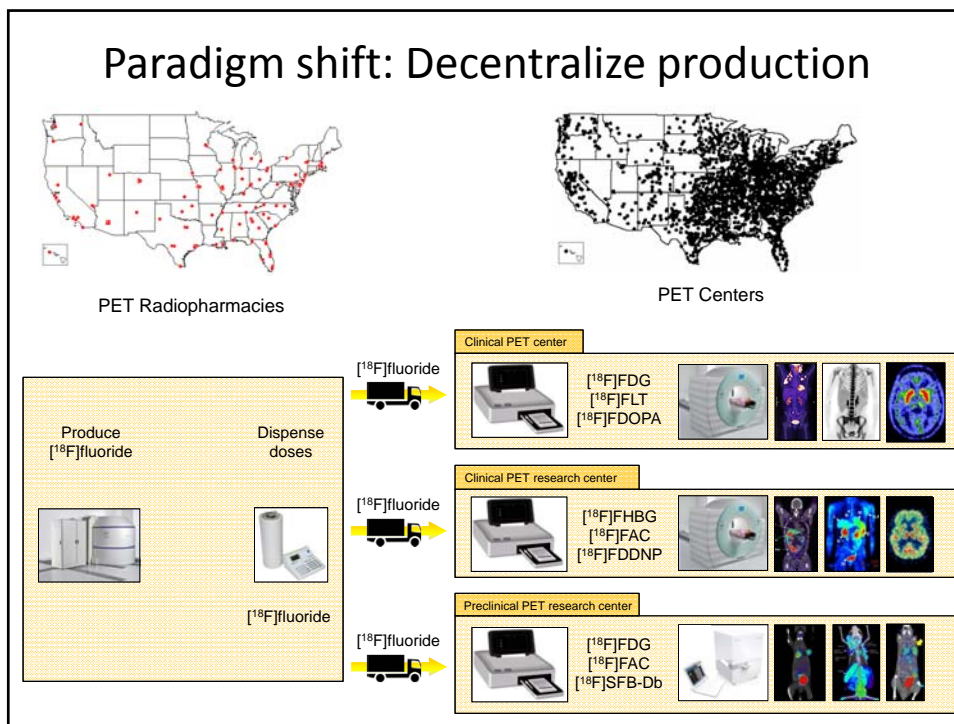 Paradigm shift: Decentralize production
PET Radiopharmacies
PET Centers
Produce
[¹⁸F]fluoride
Dispense
doses
[¹⁸F]fluoride
[¹⁸F]fluoride
Clinical PET center
[¹⁸F]FDG
[¹⁸F]FLT
[¹⁸F]FDOPA
[¹⁸F]fluoride
Clinical PET research center
[¹⁸F]FHBG
[¹⁸F]FAC
[¹⁸F]FDDNP
[¹⁸F]fluoride
Preclinical PET research center
[¹⁸F]FDG
[¹⁸F]FAC
[¹⁸F]SFB-Db